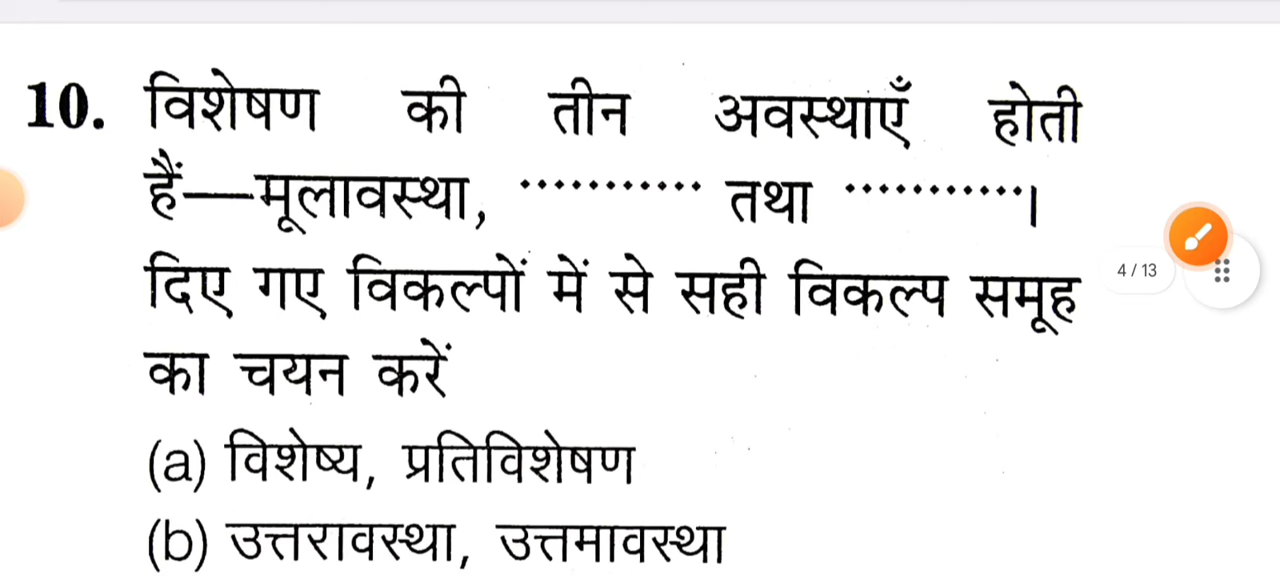 10. विशेषण की तीन अवस्थाएँ होती
हैं—मूलावस्था, ........... तथा ...........।
दिए गए विकल्पों में से सही विकल्प समूह
का चयन करें
(a) विशेष्य, प्रतिविशेषण
(b) उत्तरावस्था, उत्तमावस्था
4 / 13